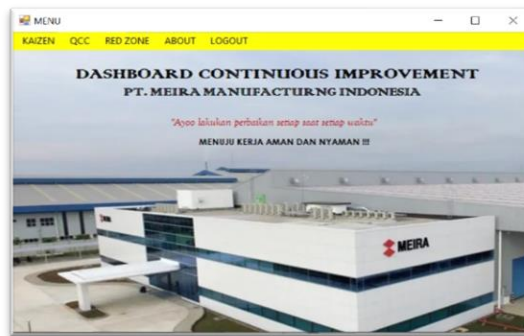 MENU
KAIZEN QCC RED ZONE ABOUT LOGOUT
DASHBOARD CONTINUOUS IMPROVEMENT
PT. MEIRA MANUFACTURNG INDONESIA
"Ayoo lakukan perbaikan setiap saat setiap waktu"
MENUJU KERJA AMAN DAN NYAMAN !!!
MEIRA